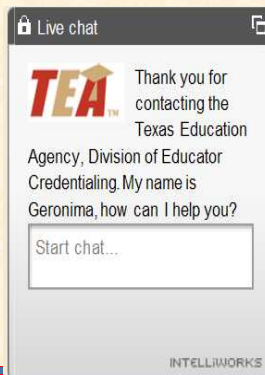 Live chat
TEA™
Thank you for
contacting the
Texas Education
Agency, Division of Educator
Credentialing. My name is
Geronima, how can I help you?
Start chat...
INTELLIWORKS